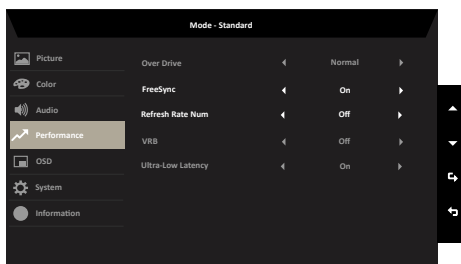 Mode - Standard
Picture
Color
Audio
Performance
OSD
System
Information
Over Drive Normal
FreeSync On
Refresh Rate Num Off
VRB Off
Ultra-Low Latency On